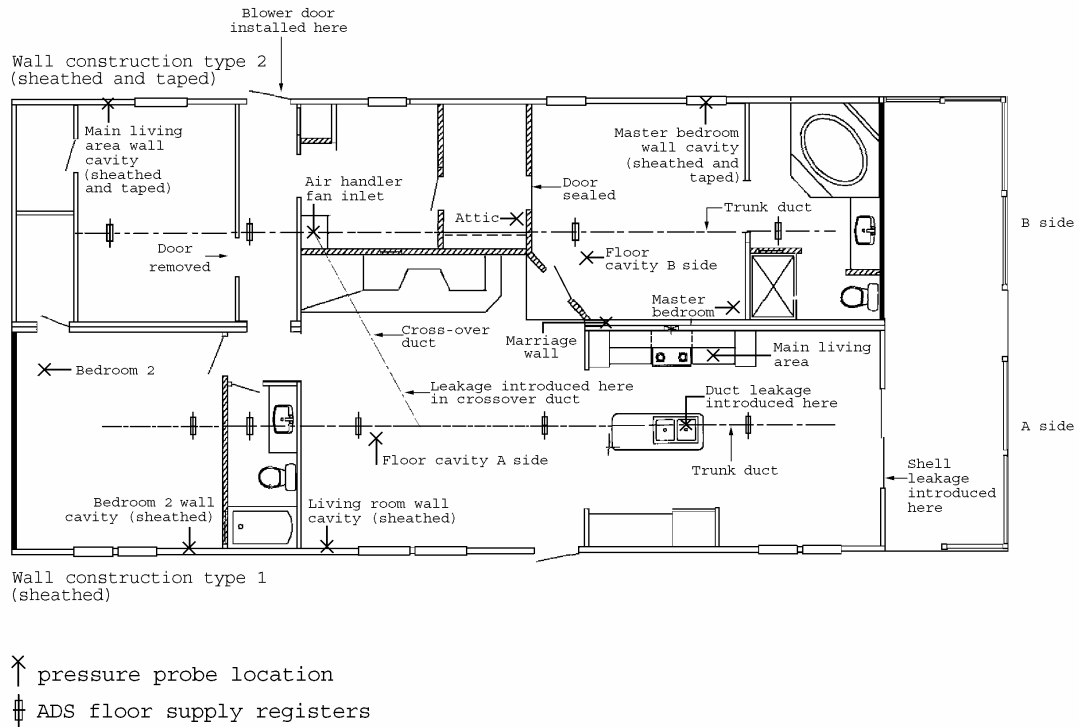 Blower door
installed here
Wall construction type 2
(sheathed and taped)
Main living
area wall
cavity
(sheathed
and taped)
Air handler
fan inlet
Attic
Door
sealed
Master bedroom
wall cavity
(sheathed and
taped)
Trunk duct
B side
Door
removed
Floor
cavity B side
Master
bedroom
Cross-over
duct
Marriage
wall
Main living
area
Bedroom 2
Leakage introduced here
in crossover duct
Duct leakage
introduced here
A side
Floor cavity A side
Trunk duct
Shell
leakage
introduced
here
Bedroom 2 wall
cavity (sheathed)
Living room wall
cavity (sheathed)
Wall construction type 1
(sheathed)
pressure probe location
ADS floor supply registers